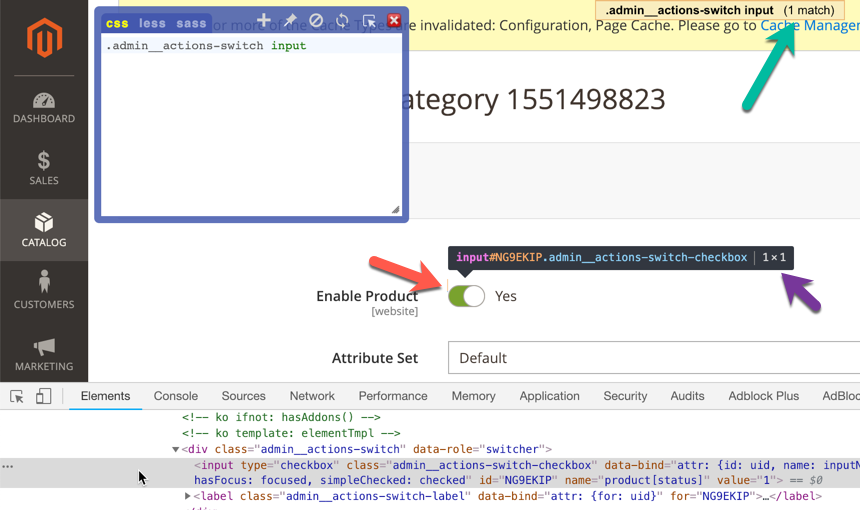 .admin__actions-switch input (1 match)
css less sass
or more of the Cache Types are invalidated: Configuration, Page Cache. Please go to Cache Manager
.admin__actions-switch input
ategory 1551498823
DASHBOARD
$
SALES
CATALOG
CUSTOMERS
MARKETING
input#NG9EKIP.admin__actions-switch-checkbox | 1×1
Enable Product Yes
[website]
Attribute Set Default
Elements Console Sources Network Performance Memory Application Security Audits Adblock Plus AdBloc
<!-- ko ifnot: hasAddons() -->
<!-- ko template: elementTmpl -->
▼<div class="admin__actions-switch" data-role="switcher">
<input type="checkbox" class="admin__actions-switch-checkbox" data-bind="attr: {id: uid, name: inputN
... hasFocus: focused, simpleChecked: checked" id="NG9EKIP" name="product[status]" value="1"> == $0
▶<label class="admin__actions-switch-label" data-bind="attr: {for: uid}" for="NG9EKIP">…</label>
</div>